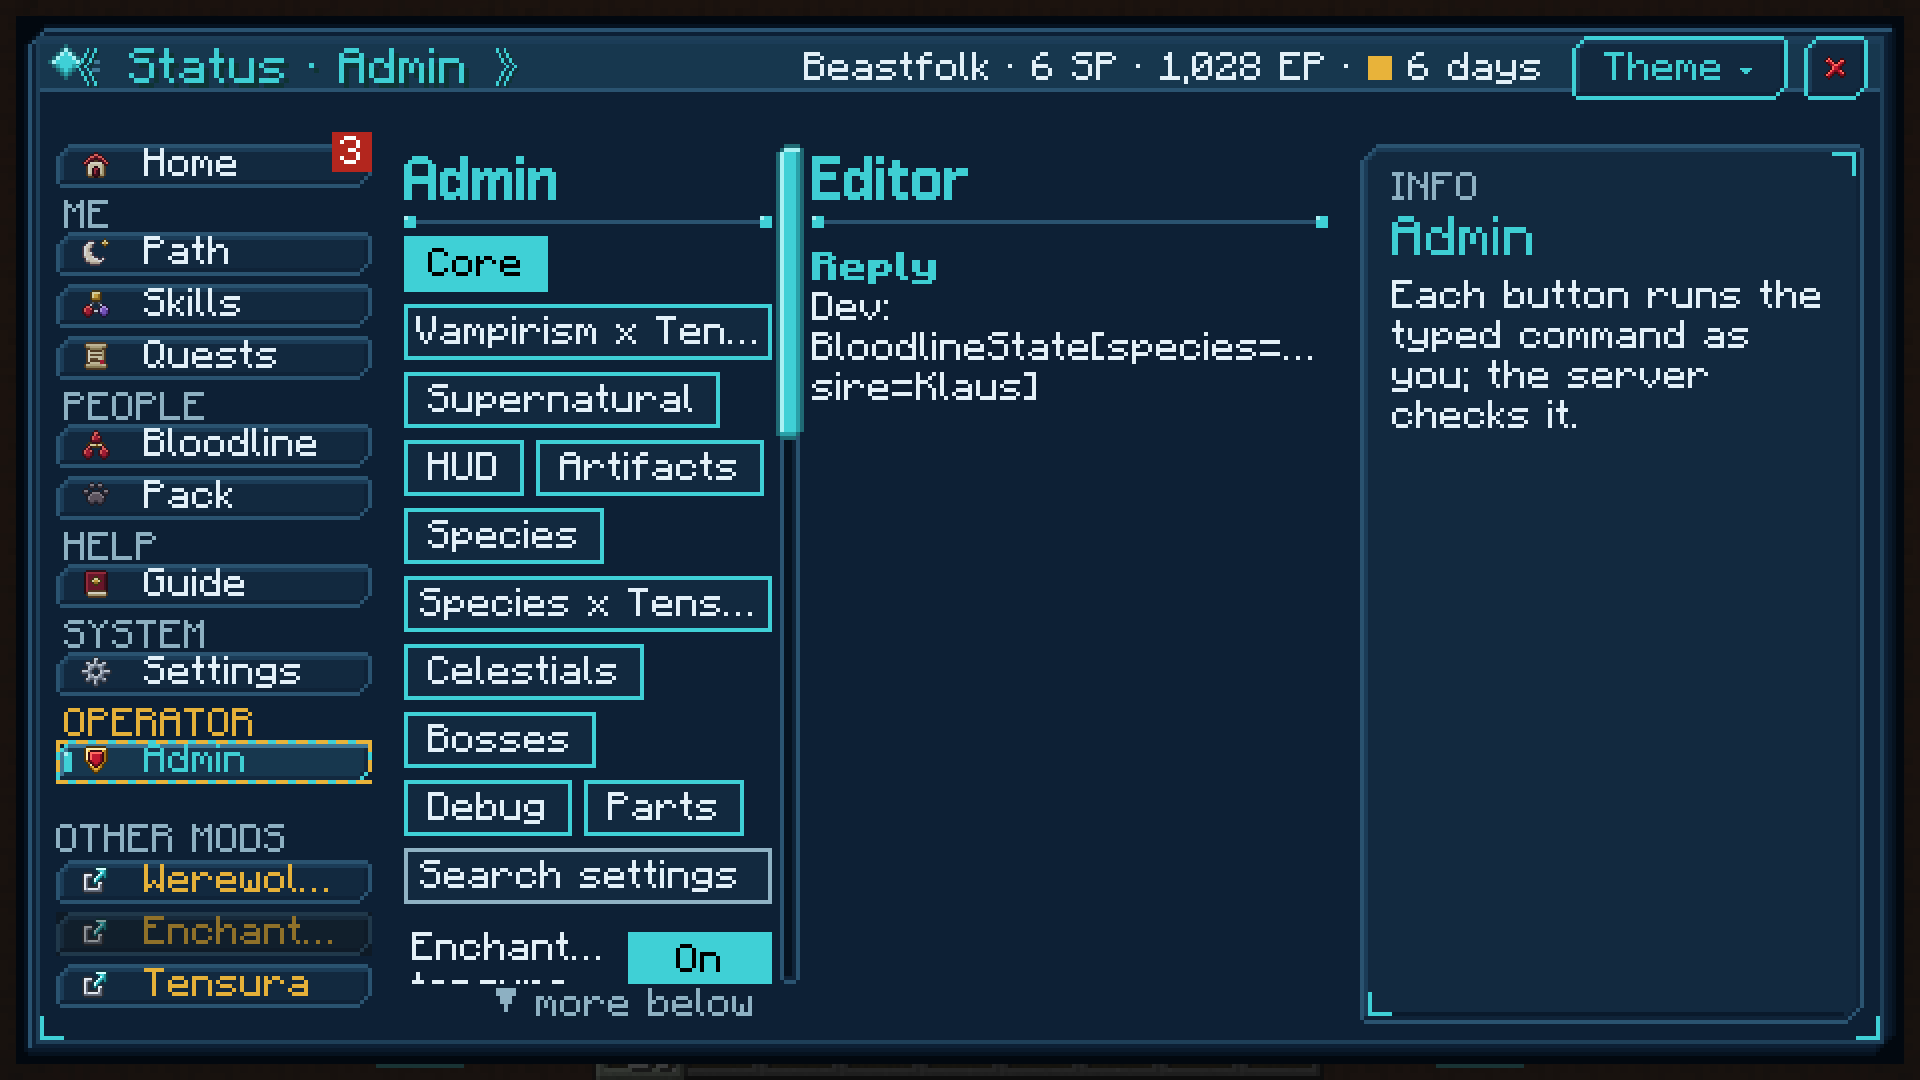 Status · Admin
Beastfolk · 6 SP · 1,028 EP · 6 days
Theme
Home
3
ME
Path
Skills
Quests
PEOPLE
Bloodline
Pack
HELP
Guide
SYSTEM
Settings
OPERATOR
Admin
OTHER MODS
Werewol...
Enchant...
Tensura
Admin
Core
Vampirism x Ten...
Supernatural
HUD
Artifacts
Species
Species x Tens...
Celestials
Bosses
Debug
Parts
Search settings
Enchant...
On
more below
Editor
Reply
Dev:
BloodlineState[species=...
sire=Klaus]
INFO
Admin
Each button runs the
typed command as
you; the server
checks it.